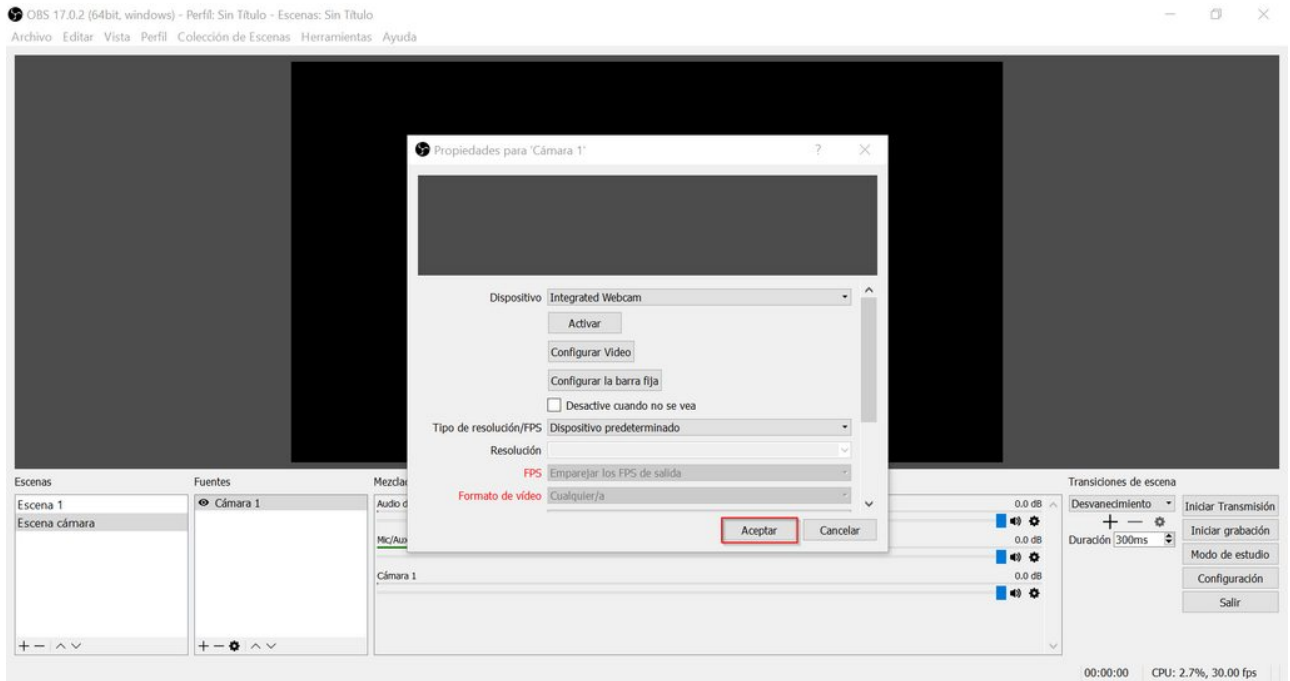 OBS 17.0.2 (64bit, windows) - Perfil: Sin Título - Escenas: Sin Título
Archivo Editar Vista Perfil Colección de Escenas Herramientas Ayuda
Propiedades para 'Cámara 1'
Dispositivo Integrated Webcam
Activar
Configurar Video
Configurar la barra fija
Desactive cuando no se vea
Tipo de resolución/FPS Dispositivo predeterminado
Resolución
FPS Emparejar los FPS de salida
Formato de vídeo Cualquier/a
Aceptar Cancelar
Escenas
Escena 1
Escena cámara
Fuentes
Cámara 1
Mezclad
Audio d
0.0 dB
Mic/Aux
0.0 dB
Cámara 1
0.0 dB
Transiciones de escena
Desvanecimiento
Duración 300ms
Iniciar Transmisión
Iniciar grabación
Modo de estudio
Configuración
Salir
00:00:00 CPU: 2.7%, 30.00 fps